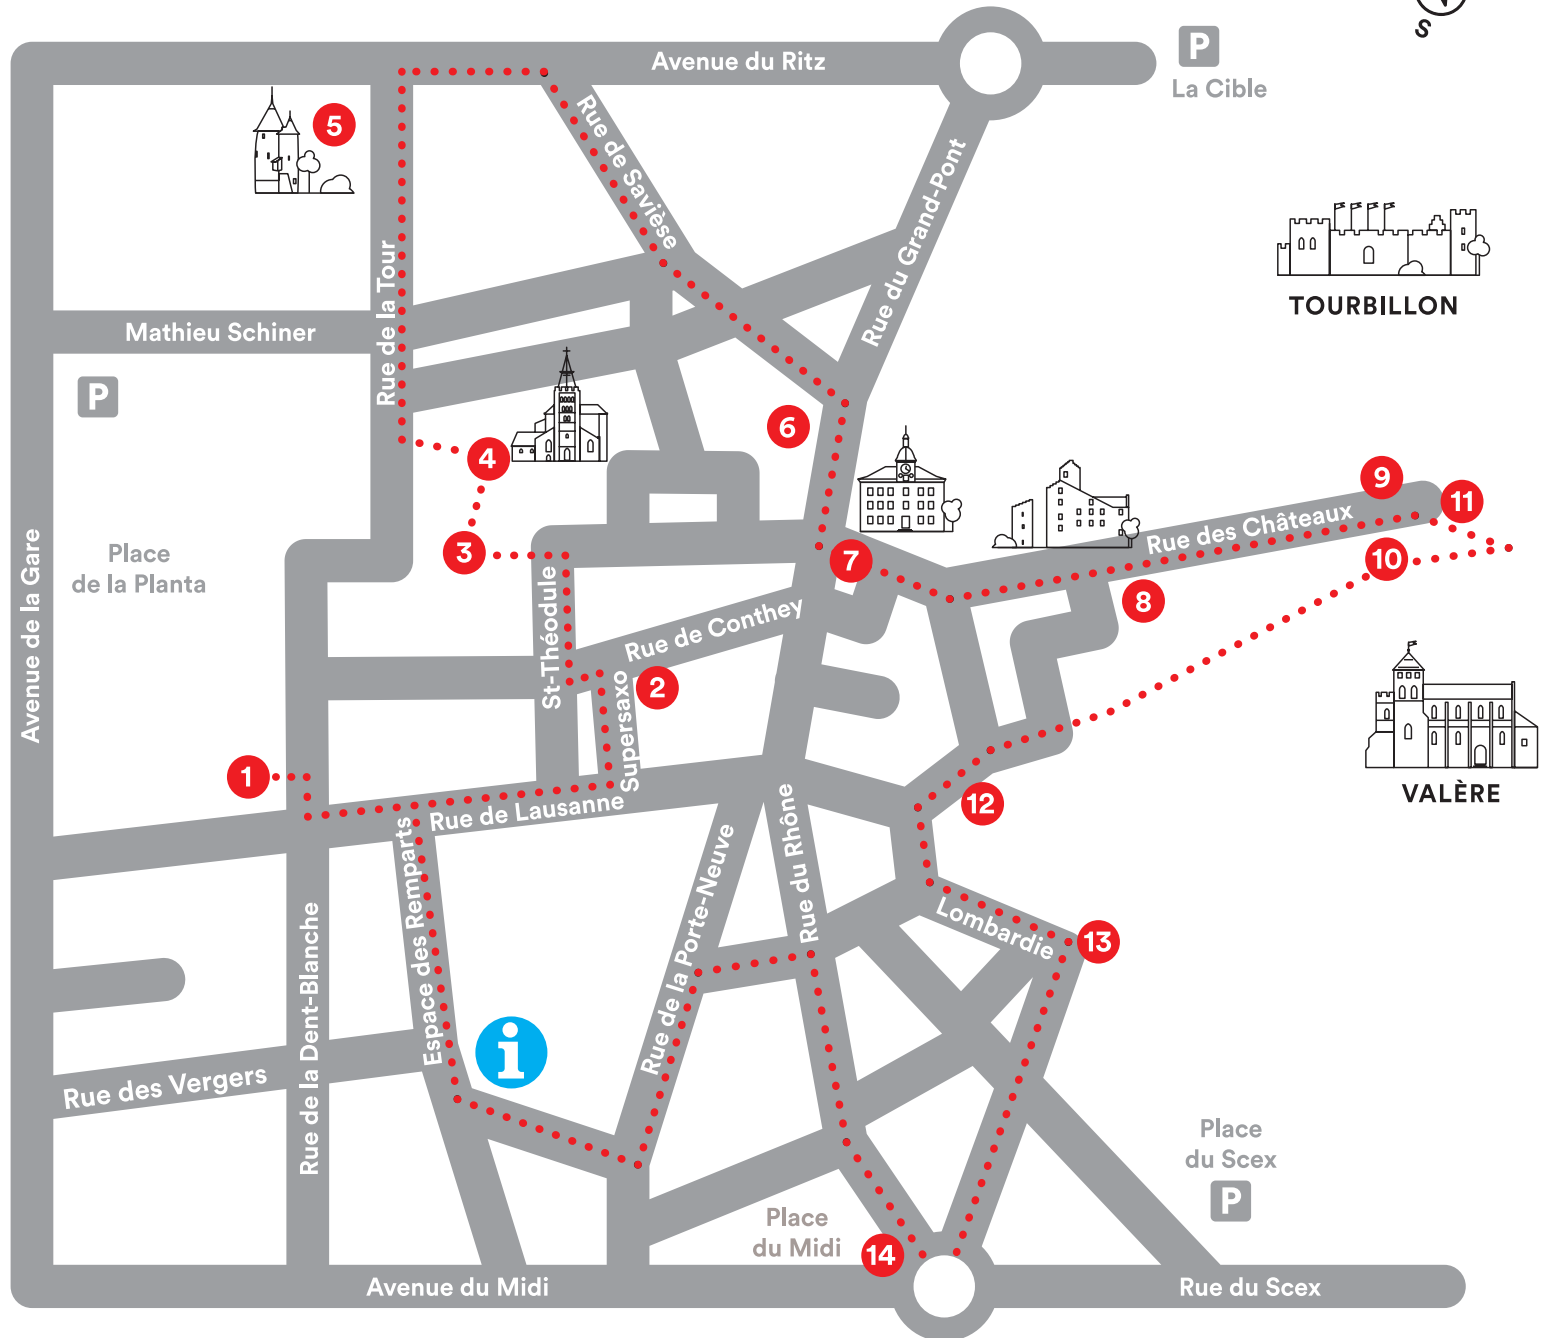 S
Avenue du Ritz
P
La Cible
5
Rue de Savièse
Rue du Grand-Pont
Rue de la Tour
TOURBILLON
Mathieu Schiner
P
4
6
Place
de la Planta
3
7
9
11
Rue des Châteaux
10
8
Avenue de la Gare
St-Théodule
Rue de Conthey
2
Supersaxo
1
VALÈRE
Rue de Lausanne
12
Espace des Remparts
Rue de la Porte-Neuve
Rue du Rhône
Lombardie
13
Rue de la Dent-Blanche
i
Rue des Vergers
Place
du Scex
P
Place
du Midi
14
Avenue du Midi
Rue du Scex